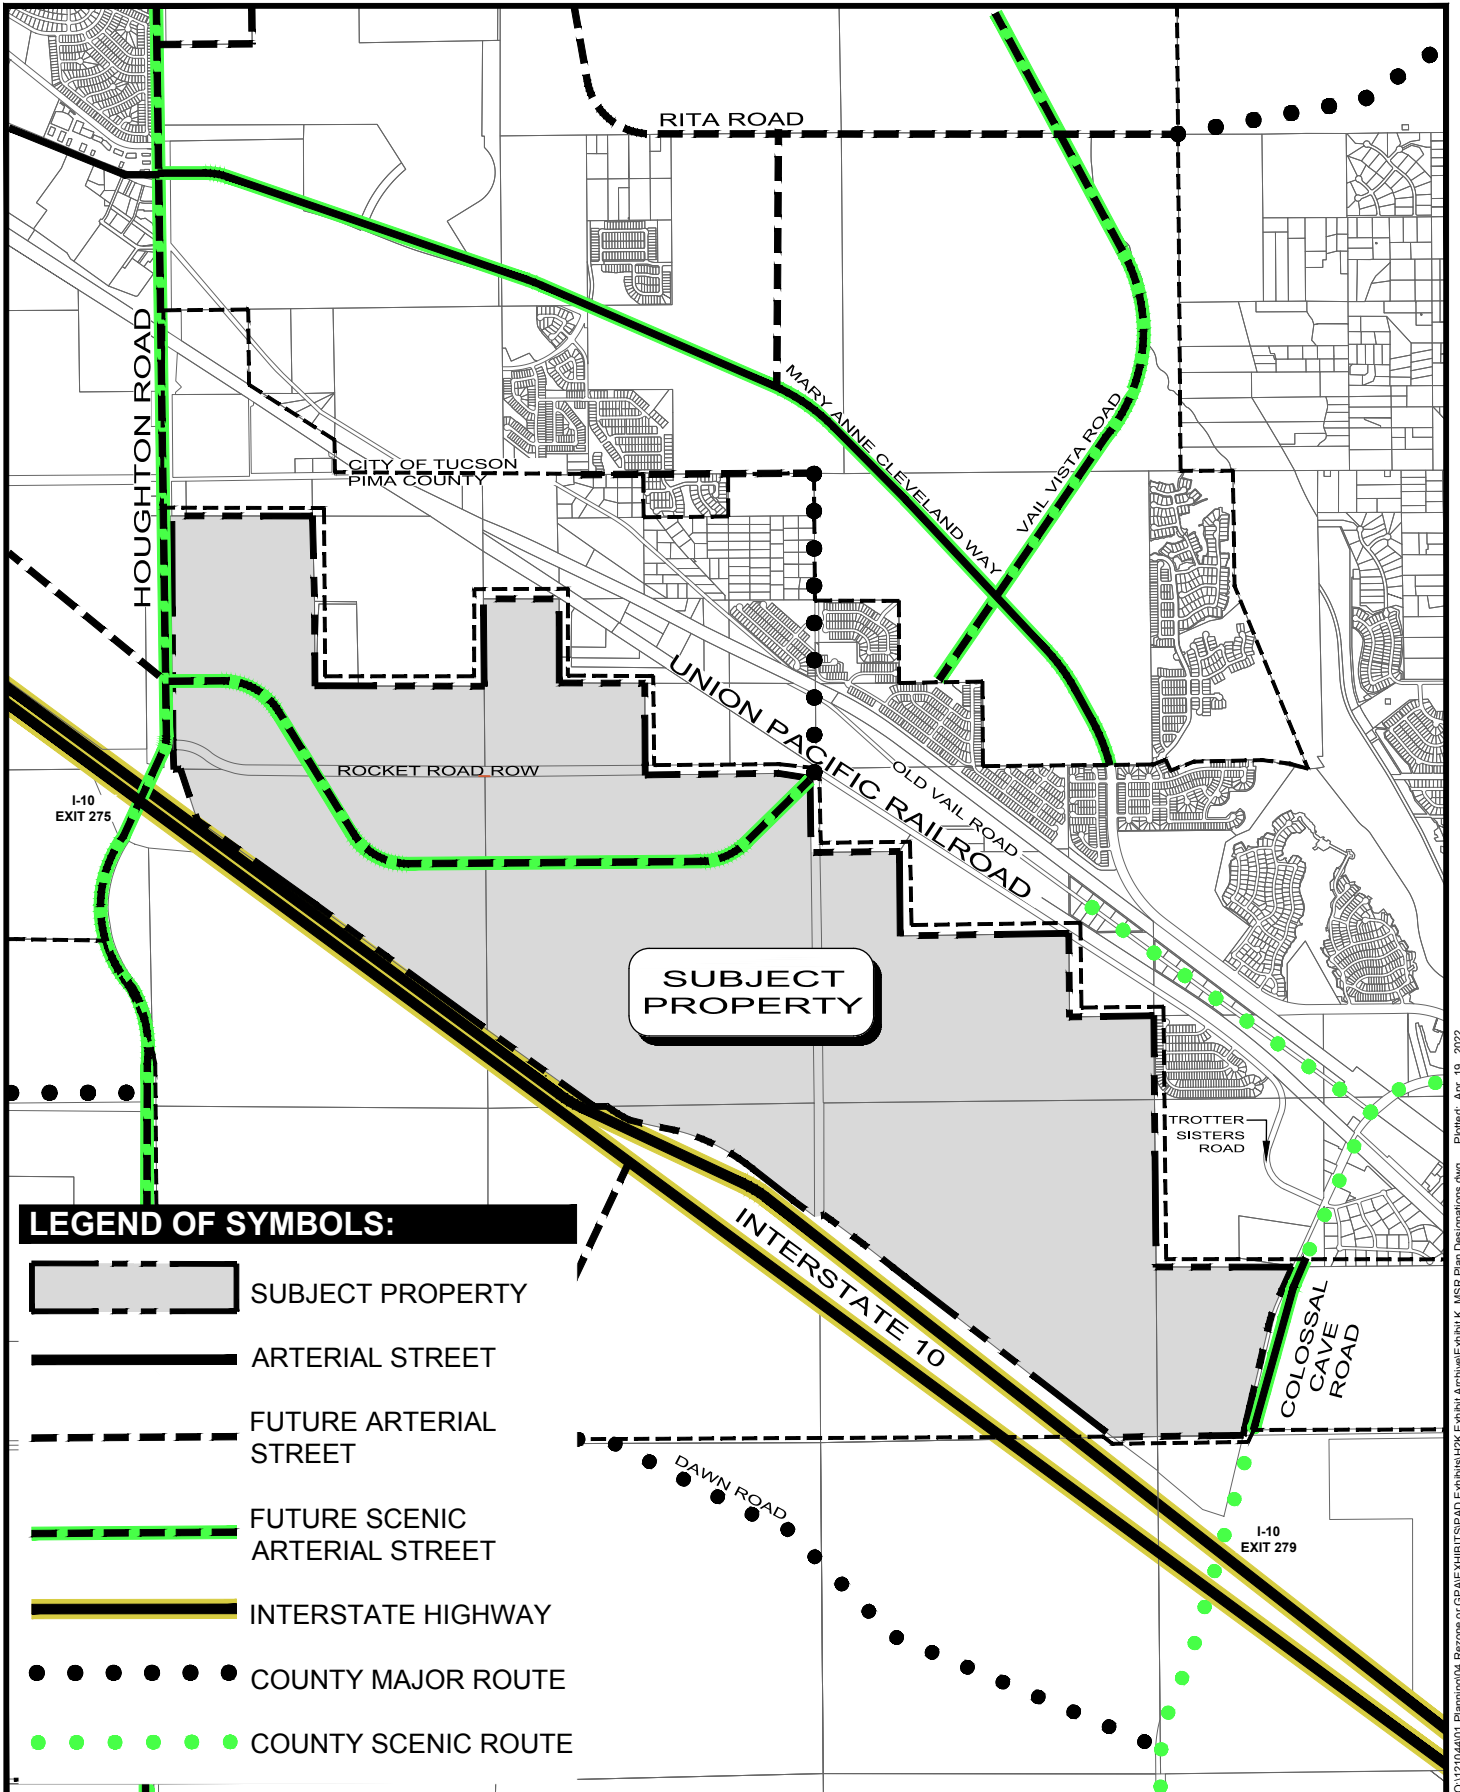 RITA ROAD
HOUGHTON ROAD
MARY ANNE CLEVELAND WAY
VAIL VISTA ROAD
CITY OF TUCSON
PIMA COUNTY
UNION PACIFIC RAILROAD
OLD VAIL ROAD
ROCKET ROAD ROW
I-10
EXIT 275
SUBJECT
PROPERTY
TROTTER
SISTERS
ROAD
INTERSTATE 10
COLOSSAL
CAVE
ROAD
DAWN ROAD
I-10
EXIT 279
LEGEND OF SYMBOLS:
SUBJECT PROPERTY
ARTERIAL STREET
FUTURE ARTERIAL
STREET
FUTURE SCENIC
ARTERIAL STREET
INTERSTATE HIGHWAY
COUNTY MAJOR ROUTE
COUNTY SCENIC ROUTE